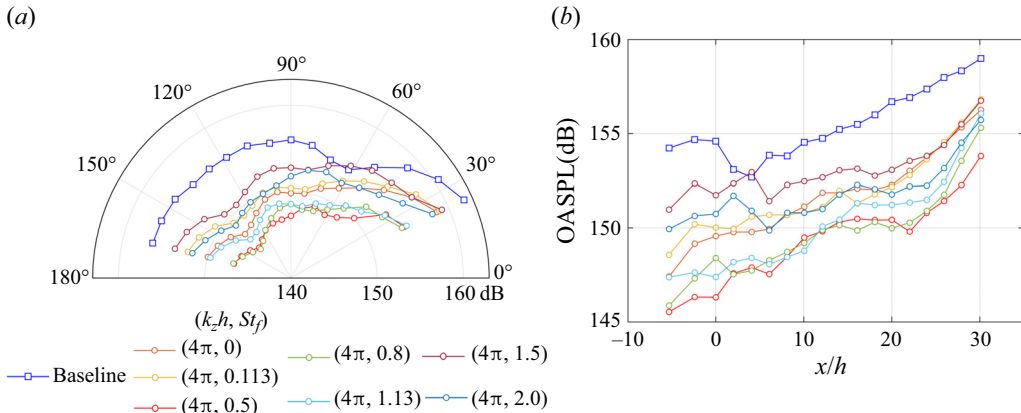 (a)
90°
120°
60°
150°
30°
180°
0°
140
150
160 dB
(b)
160
155
150
145
OASPL(dB)
−10
0
10
20
30
x/h
(k_z h, St_f)
Baseline
(4π, 0)
(4π, 0.113)
(4π, 0.5)
(4π, 0.8)
(4π, 1.13)
(4π, 1.5)
(4π, 2.0)